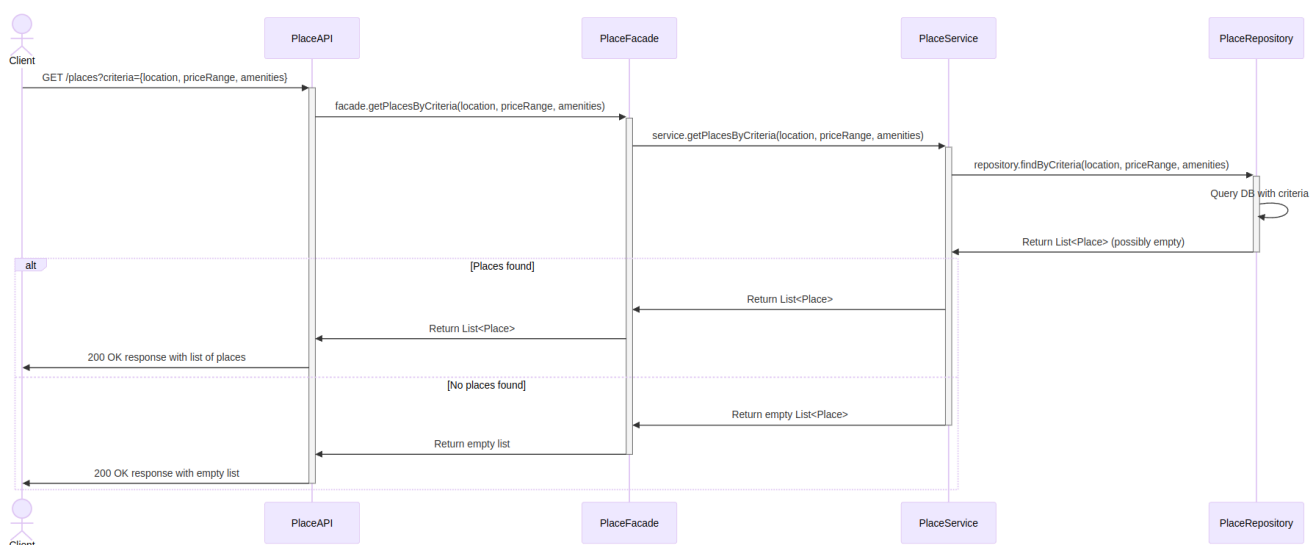 PlaceAPI
PlaceFacade
PlaceService
PlaceRepository
Client
GET /places?criteria={location, priceRange, amenities}
facade.getPlacesByCriteria(location, priceRange, amenities)
service.getPlacesByCriteria(location, priceRange, amenities)
repository.findByCriteria(location, priceRange, amenities)
Query DB with criteria
Return List<Place> (possibly empty)
alt
[Places found]
Return List<Place>
Return List<Place>
200 OK response with list of places
[No places found]
Return empty List<Place>
Return empty list
200 OK response with empty list
PlaceAPI
PlaceFacade
PlaceService
PlaceRepository
Client